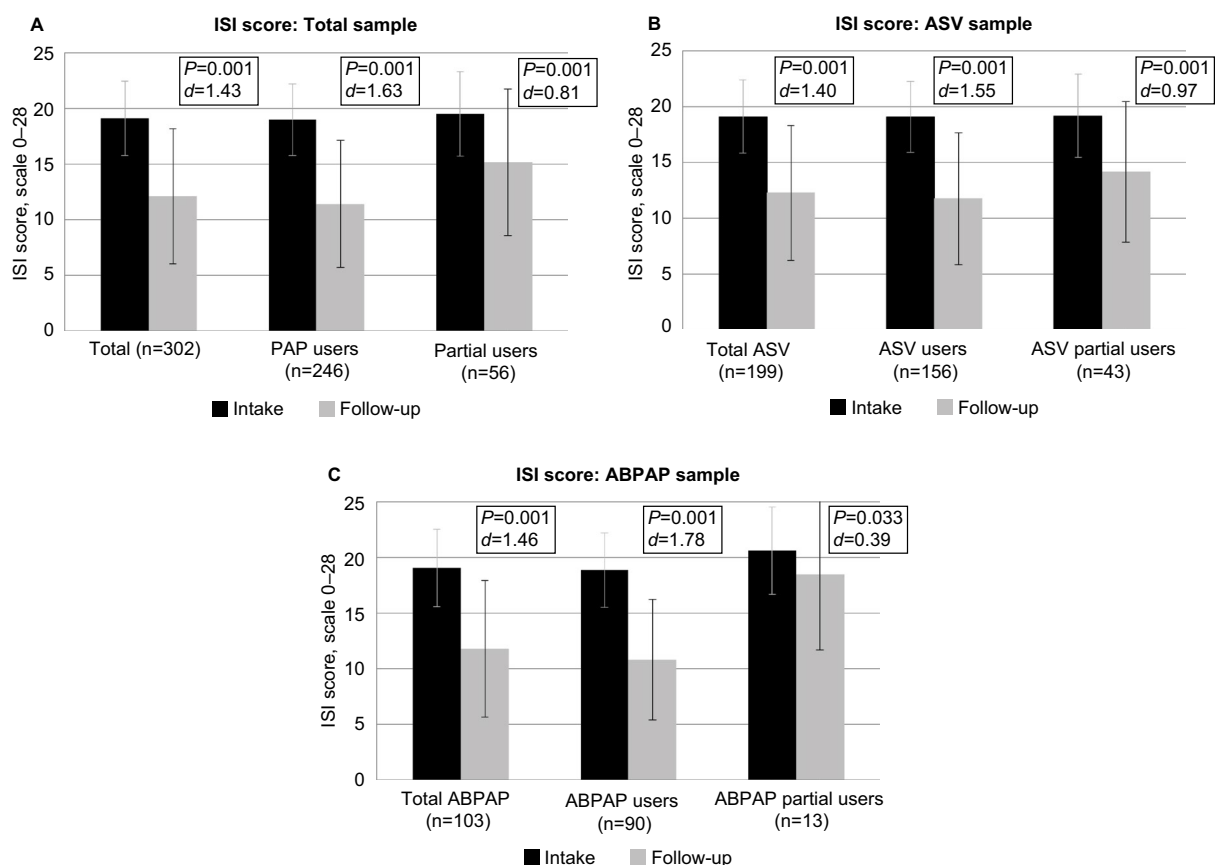 A
ISI score: Total sample
ISI score, scale 0–28
25
20
15
10
5
0
P=0.001
d=1.43
P=0.001
d=1.63
P=0.001
d=0.81
Total (n=302)
PAP users
(n=246)
Partial users
(n=56)
Intake
Follow-up
B
ISI score: ASV sample
ISI score, scale 0–28
25
20
15
10
5
0
P=0.001
d=1.40
P=0.001
d=1.55
P=0.001
d=0.97
Total ASV
(n=199)
ASV users
(n=156)
ASV partial users
(n=43)
Intake
Follow-up
C
ISI score: ABPAP sample
ISI score, scale 0–28
25
20
15
10
5
0
P=0.001
d=1.46
P=0.001
d=1.78
P=0.033
d=0.39
Total ABPAP
(n=103)
ABPAP users
(n=90)
ABPAP partial users
(n=13)
Intake
Follow-up